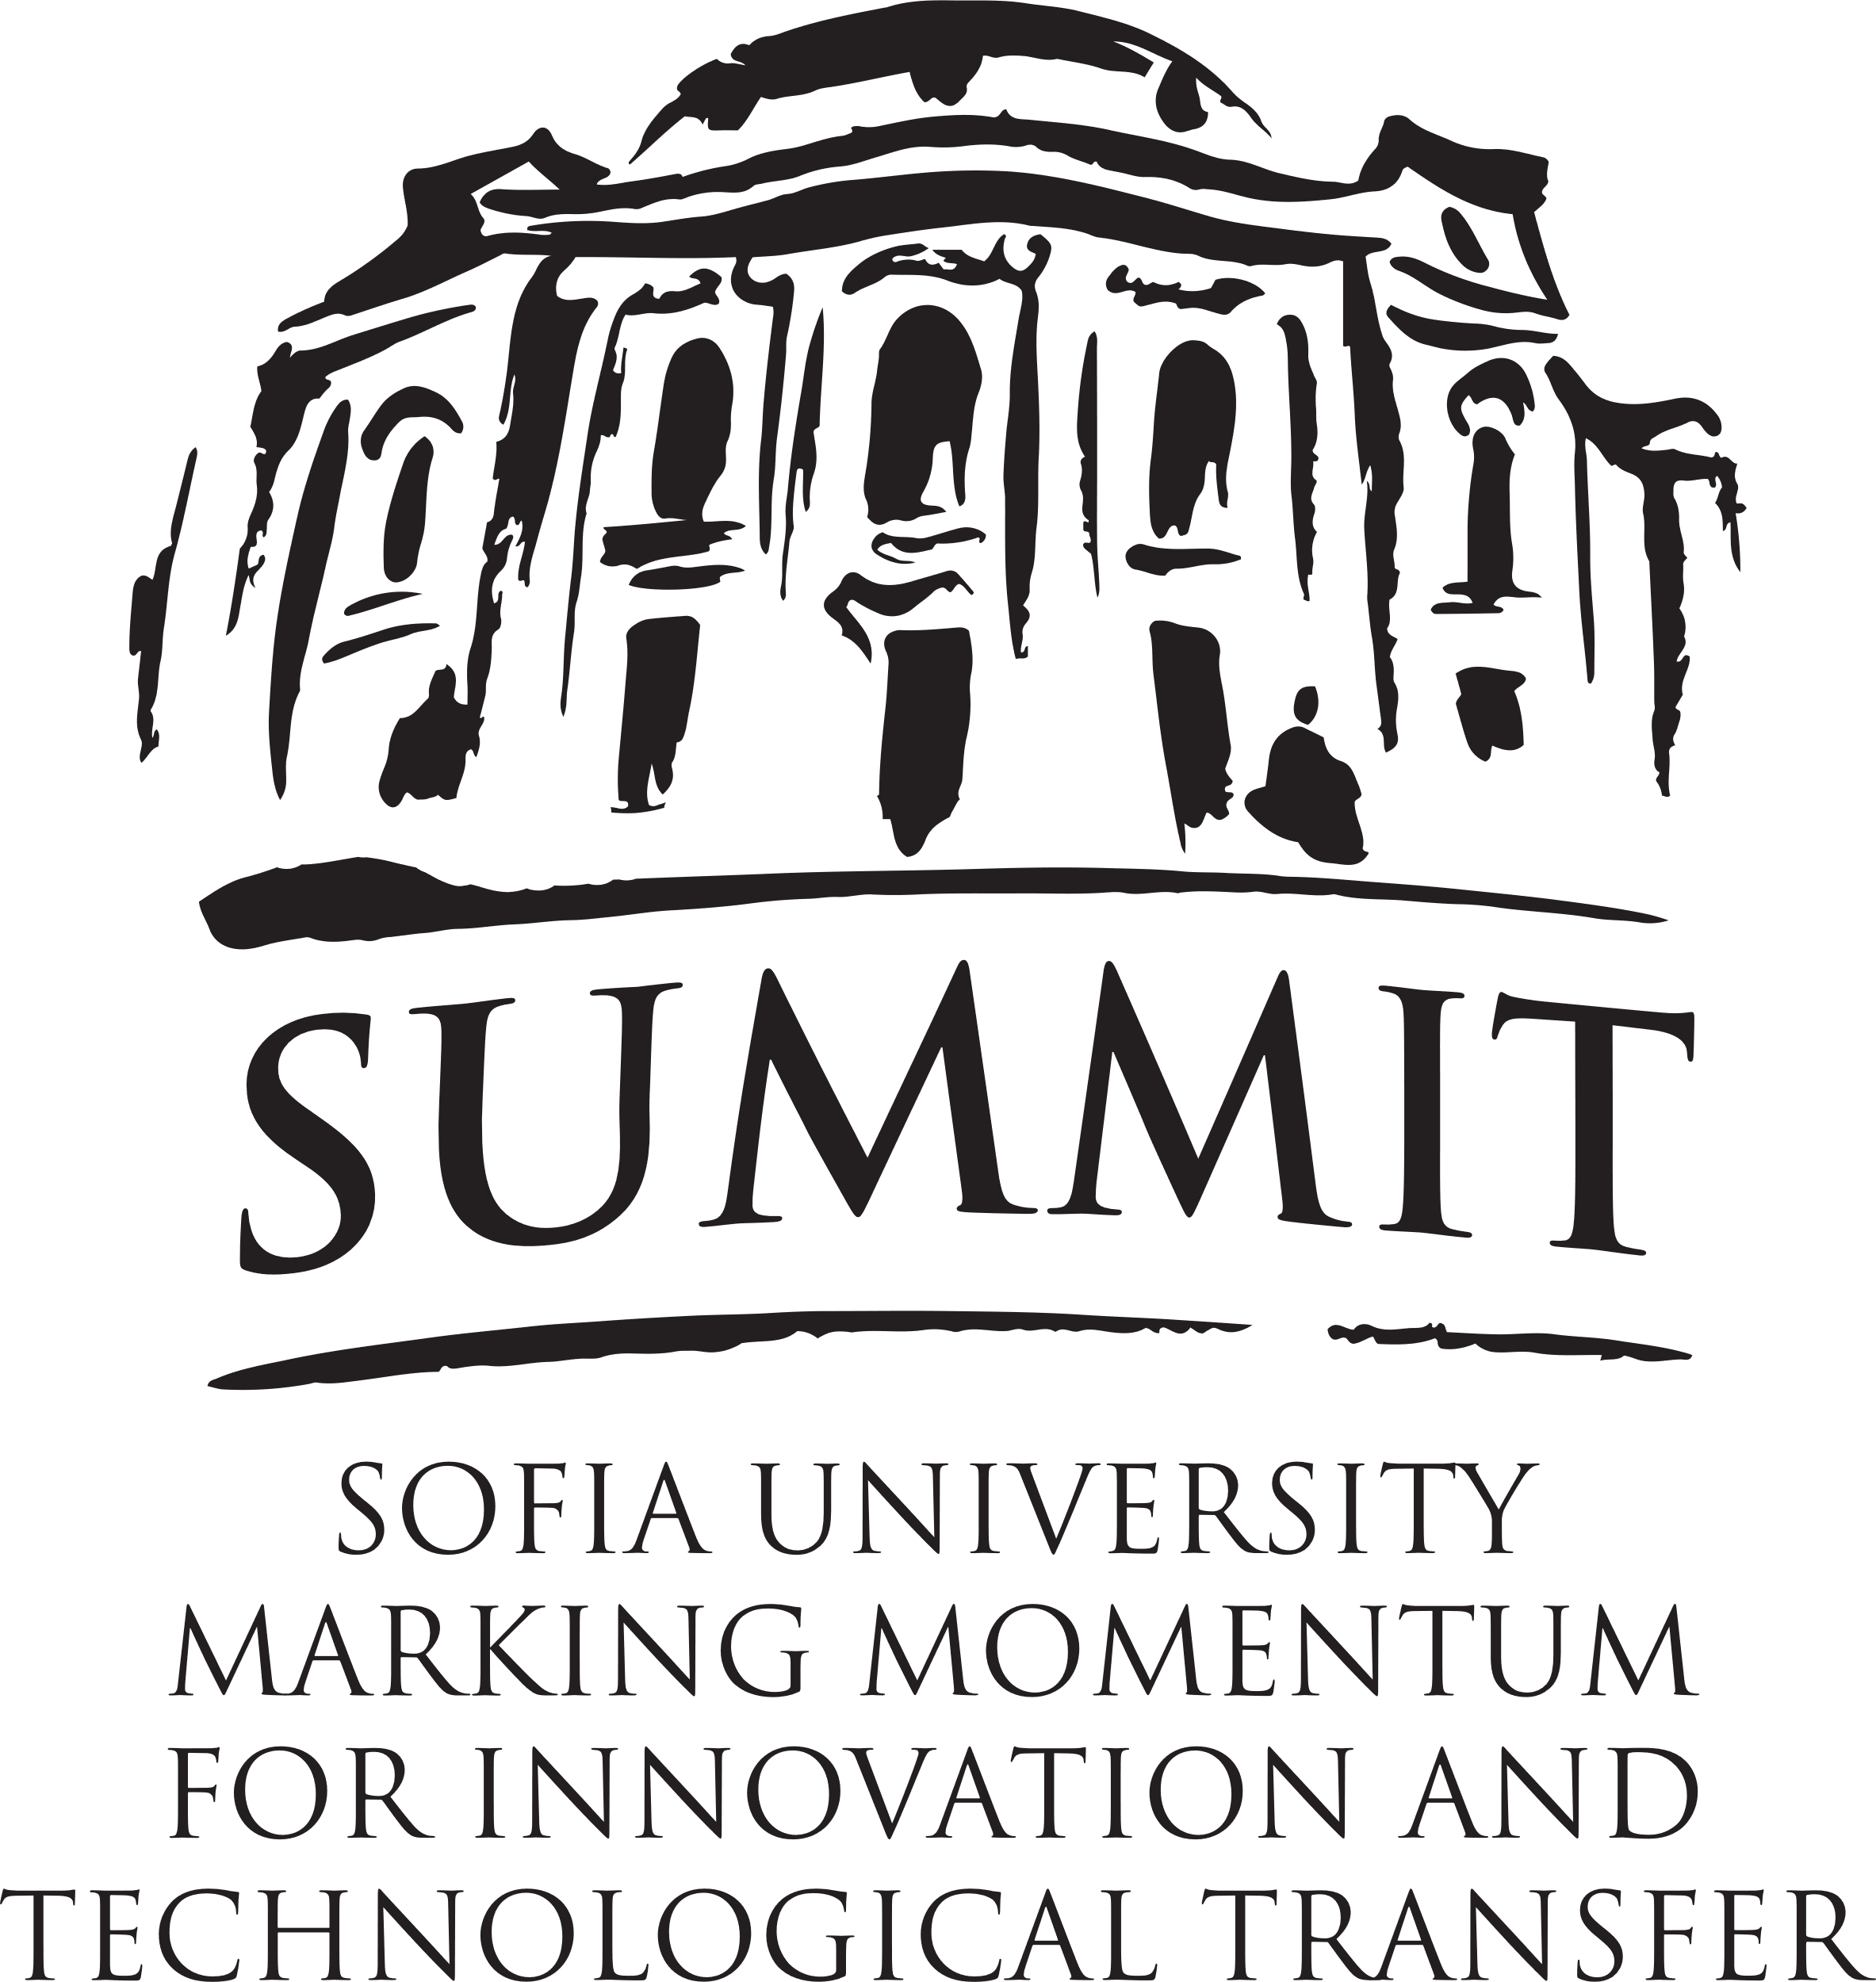 SUMMIT
SOFIA UNIVERSITY
MARKING MOMENTUM
FOR INNOVATION AND
TECHNOLOGICAL TRANSFER